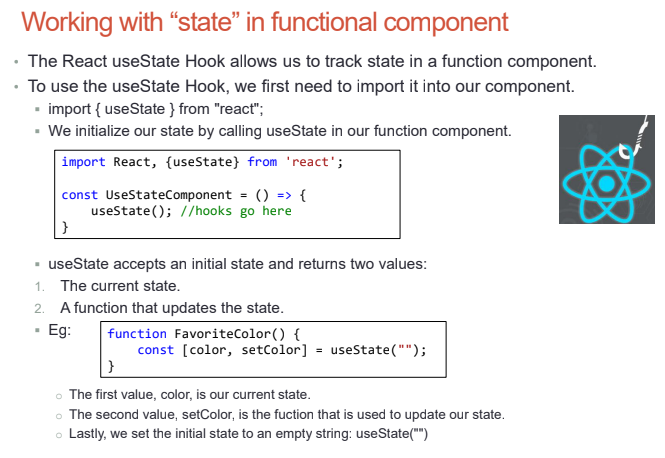 Working with “state” in functional component
• The React useState Hook allows us to track state in a function component.
• To use the useState Hook, we first need to import it into our component.
▪ import { useState } from "react";
▪ We initialize our state by calling useState in our function component.
import React, {useState} from 'react';
const UseStateComponent = () => {
useState(); //hooks go here
}
▪ useState accepts an initial state and returns two values:
1. The current state.
2. A function that updates the state.
▪ Eg:
function FavoriteColor() {
const [color, setColor] = useState("");
}
○ The first value, color, is our current state.
○ The second value, setColor, is the fuction that is used to update our state.
○ Lastly, we set the initial state to an empty string: useState("")